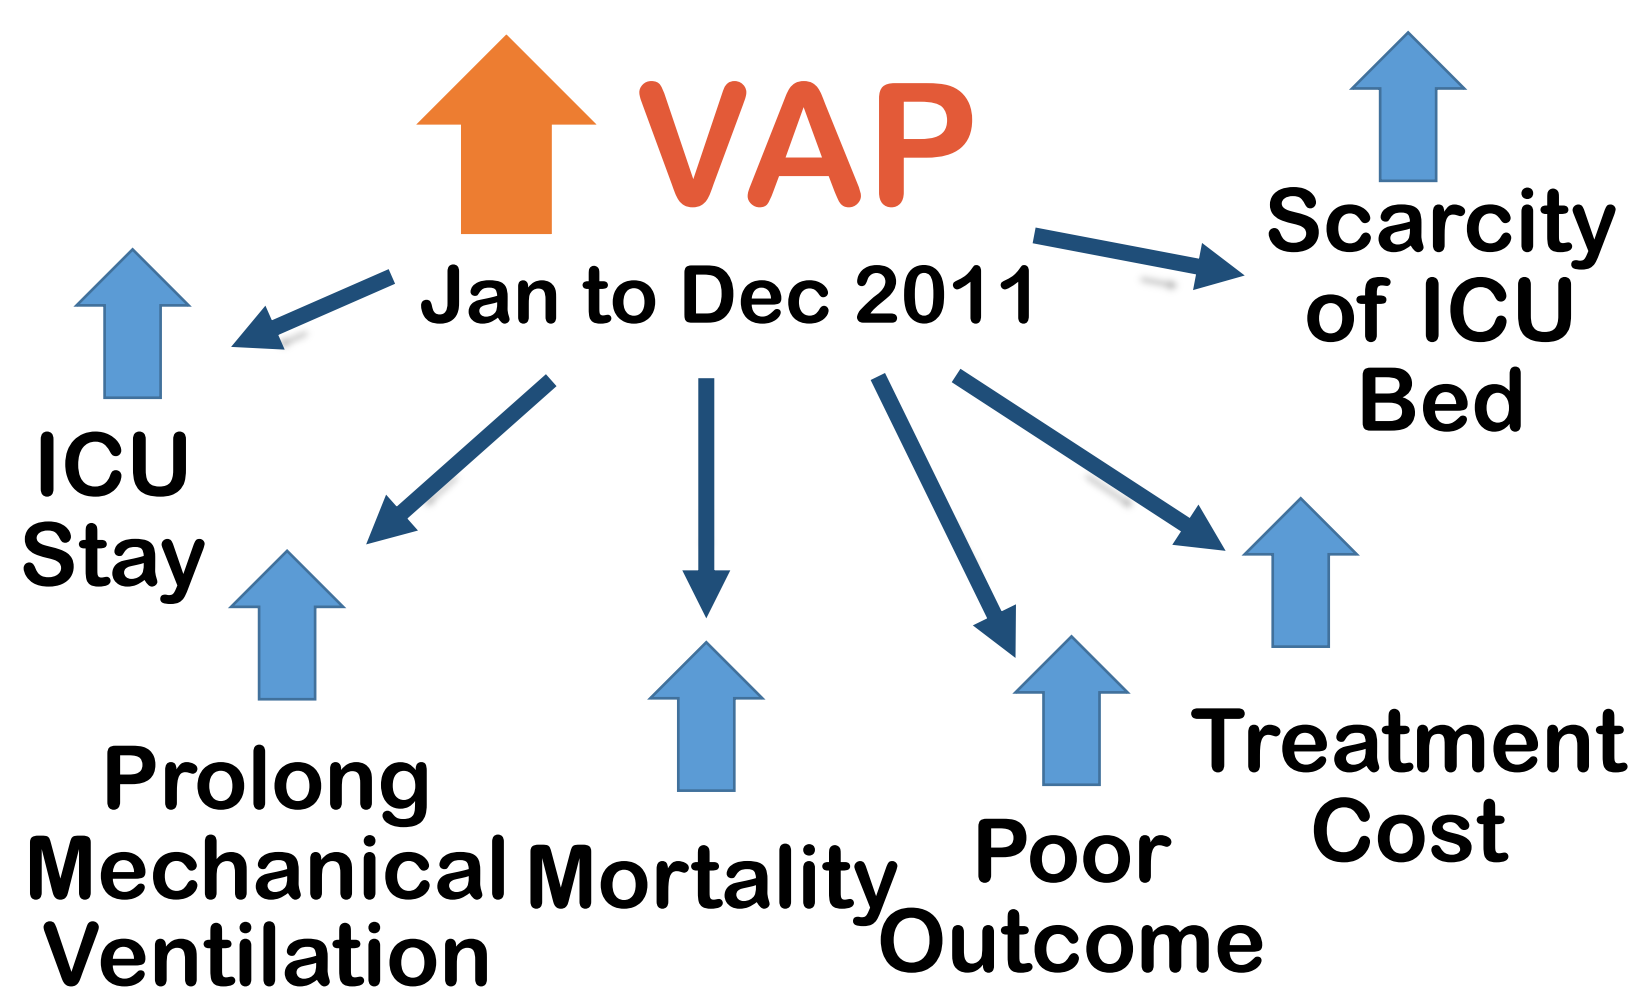 VAP
Jan to Dec 2011
Scarcity
of ICU
Bed
ICU
Stay
Prolong
Mechanical
Ventilation
Mortality
Poor
Outcome
Treatment
Cost